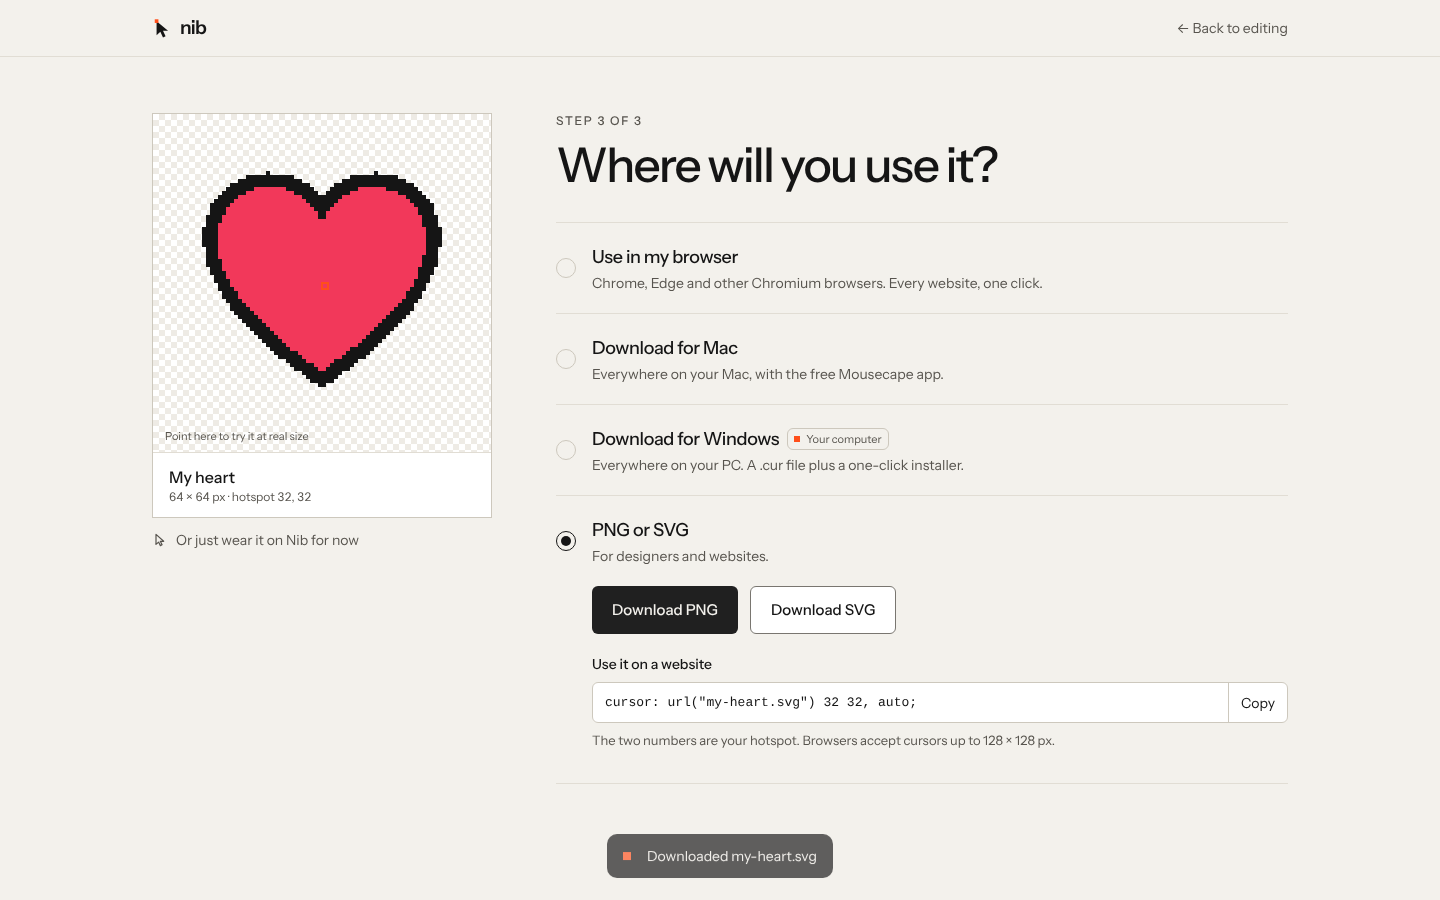 nib
← Back to editing
Point here to try it at real size
My heart
64 × 64 px · hotspot 32, 32
Or just wear it on Nib for now
STEP 3 OF 3
Where will you use it?
Use in my browser
Chrome, Edge and other Chromium browsers. Every website, one click.
Download for Mac
Everywhere on your Mac, with the free Mousecape app.
Download for Windows Your computer
Everywhere on your PC. A .cur file plus a one-click installer.
PNG or SVG
For designers and websites.
Download PNG Download SVG
Use it on a website
cursor: url("my-heart.svg") 32 32, auto; Copy
The two numbers are your hotspot. Browsers accept cursors up to 128 × 128 px.
Downloaded my-heart.svg